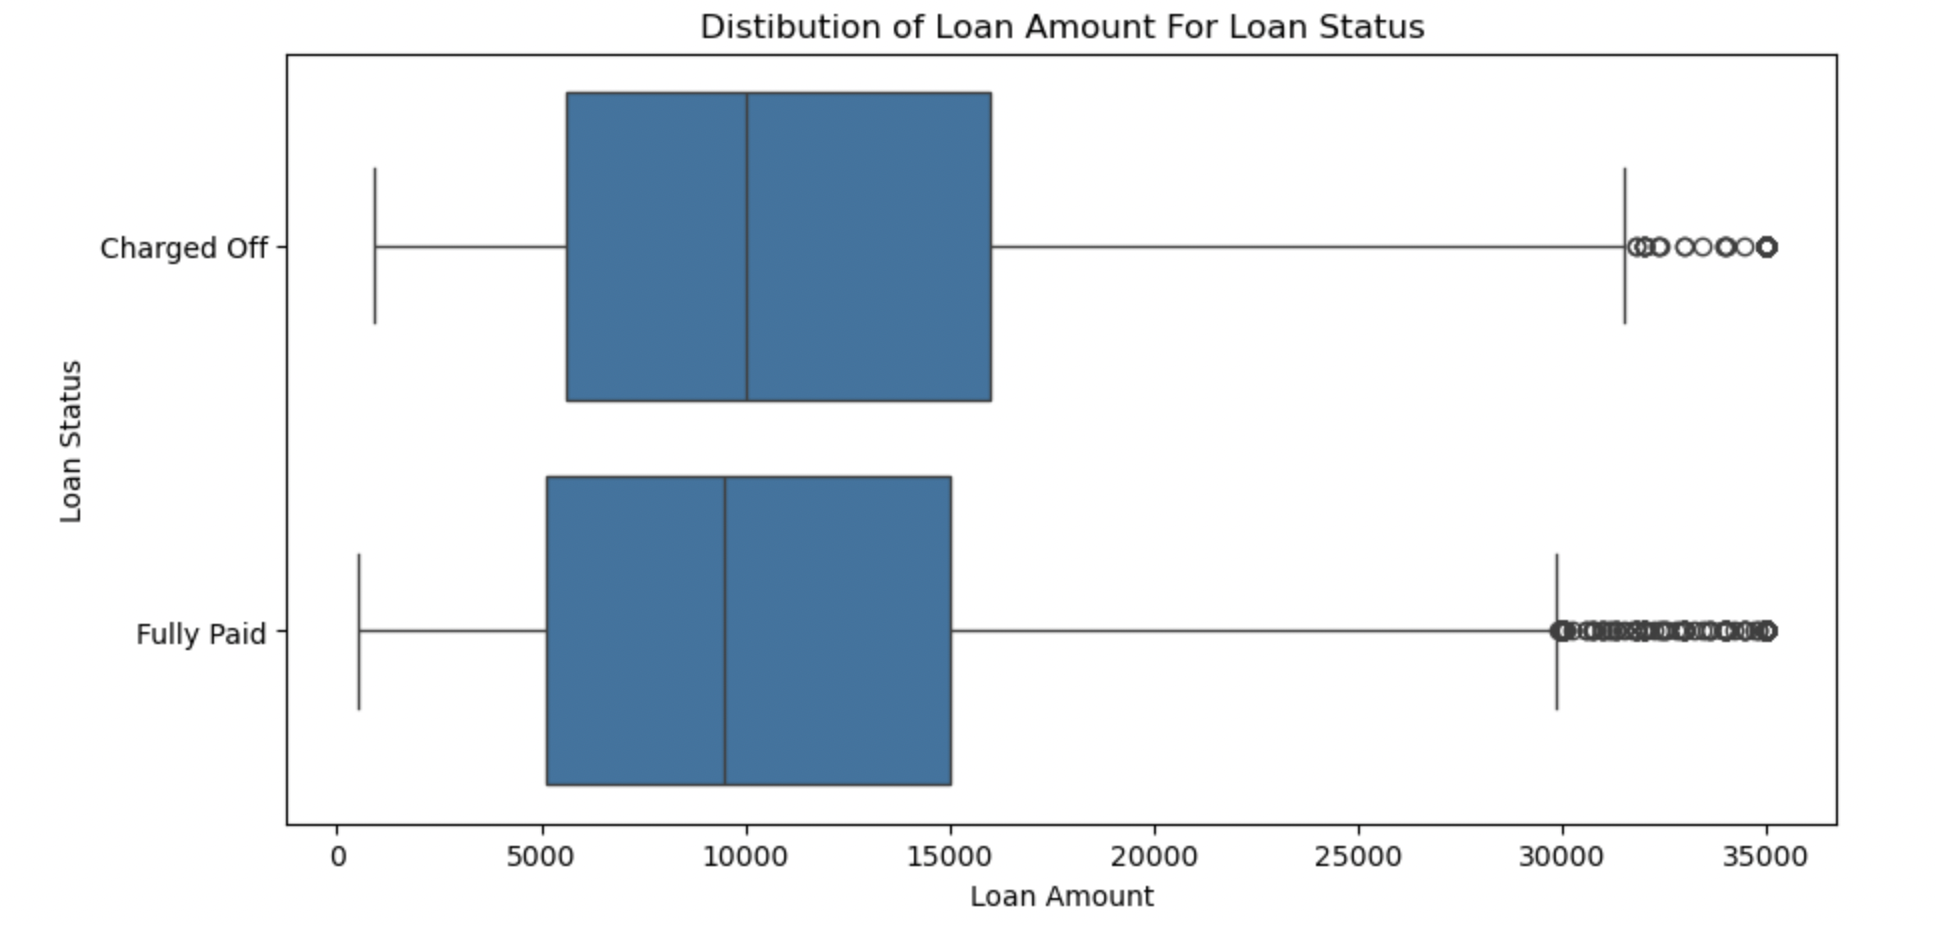 Distibution of Loan Amount For Loan Status
Charged Off
Loan Status
Fully Paid
0 5000 10000 15000 20000 25000 30000 35000
Loan Amount